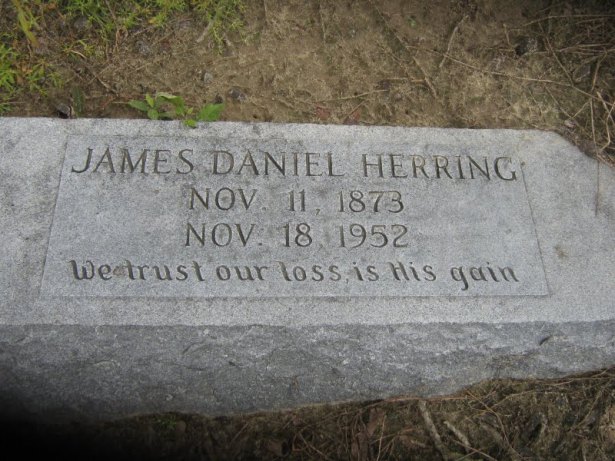 JAMES DANIEL HERRING
NOV. 11, 1873
NOV. 18, 1952
We trust our loss is His gain